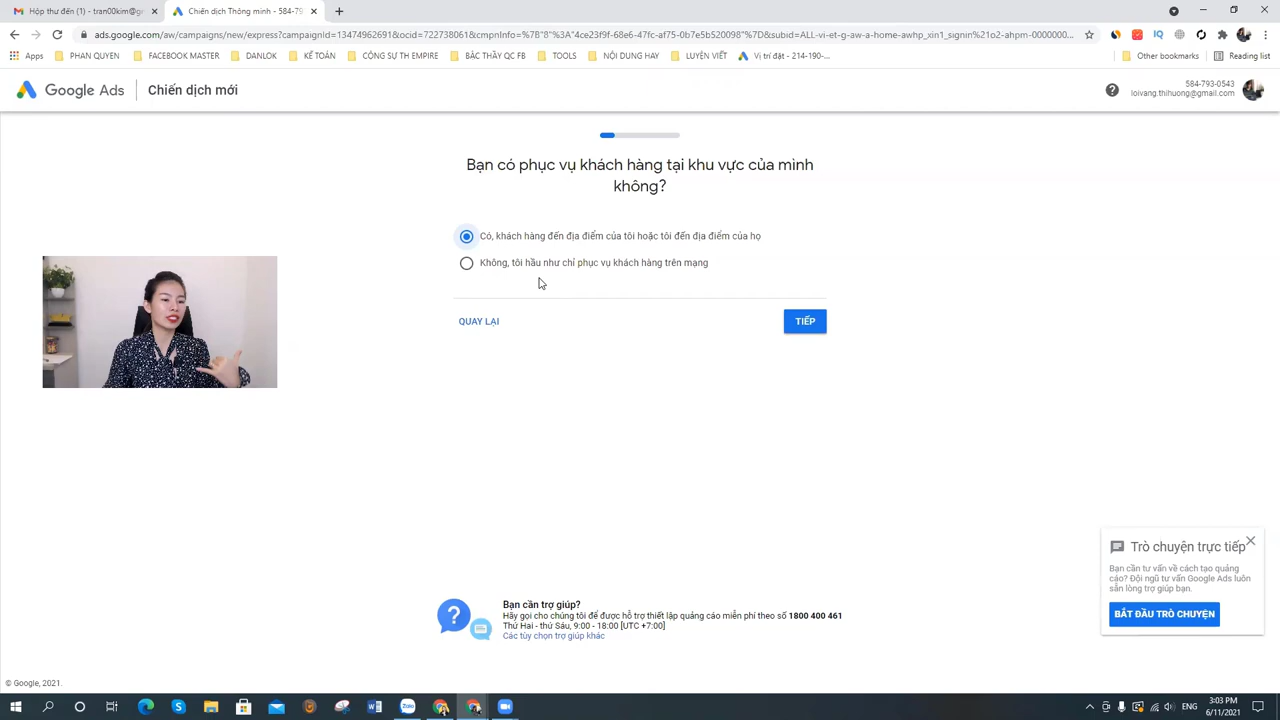 Hộp thư đến (1) - tran00kim@g
Chiến dịch Thông minh - 584-79
ads.google.com/aw/campaigns/new/express?campaignId=13474962691&ocid=722738061&cmpnInfo=%7B"8"%3A"4ce23f9f-68e6-47fc-af75-0b7e5b520098"%7D&subid=ALL-vi-et-g-aw-a-home-awhp_xin1_signin%21o2-ahpm-0000000...
Apps
PHAN QUYEN
FACEBOOK MASTER
DANLOK
KẾ TOÁN
CÔNG SỰ TH EMPIRE
BẬC THẦY QC FB
TOOLS
NỘI DUNG HAY
LUYỆN VIẾT
Vị trí đặt - 214-190-...
Other bookmarks
Reading list
Google Ads
Chiến dịch mới
584-793-0543
loivang.thihuong@gmail.com
Bạn có phục vụ khách hàng tại khu vực của mình
không?
Có, khách hàng đến địa điểm của tôi hoặc tôi đến địa điểm của họ
Không, tôi hầu như chỉ phục vụ khách hàng trên mạng
QUAY LẠI
TIẾP
Trò chuyện trực tiếp
Bạn cần tư vấn về cách tạo quảng
cáo? Đội ngũ tư vấn Google Ads luôn
sẵn lòng trợ giúp bạn.
BẮT ĐẦU TRÒ CHUYỆN
Bạn cần trợ giúp?
Hãy gọi cho chúng tôi để được hỗ trợ thiết lập quảng cáo miễn phí theo số 1800 400 461
Thứ Hai - thứ Sáu, 9:00 - 18:00 [UTC +7:00]
Các tùy chọn trợ giúp khác
© Google, 2021.
Zalo
ENG
3:03 PM
6/11/2021